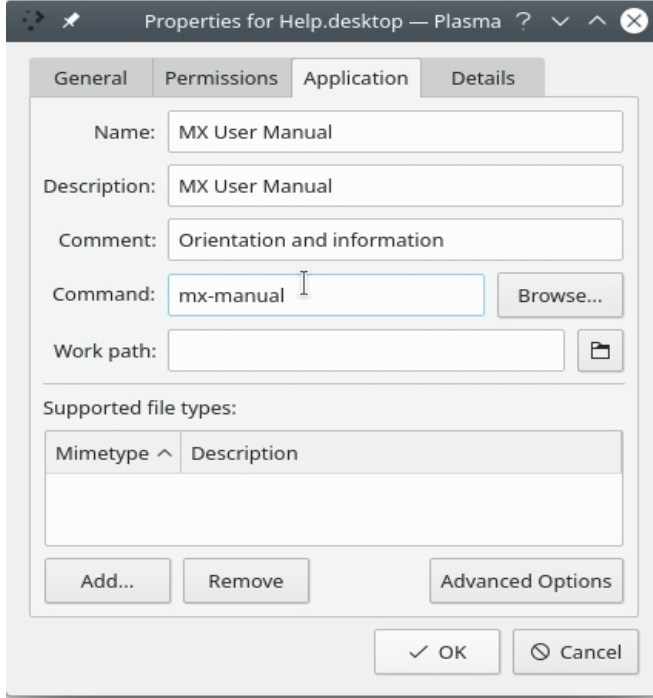 Properties for Help.desktop — Plasma ?
General Permissions Application Details
Name: MX User Manual
Description: MX User Manual
Comment: Orientation and information
Command: mx-manual Browse...
Work path:
Supported file types:
Mimetype Description
Add... Remove Advanced Options
OK Cancel